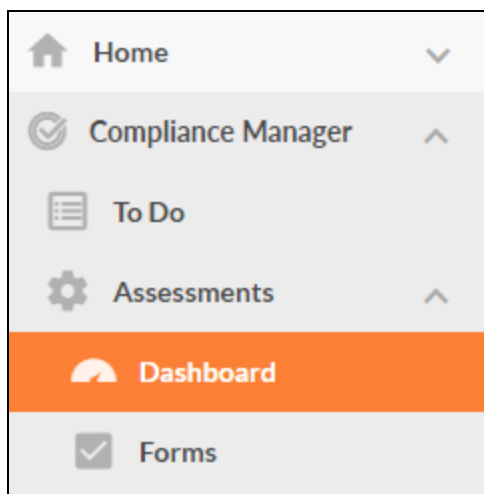 Home
Compliance Manager
To Do
Assessments
Dashboard
Forms